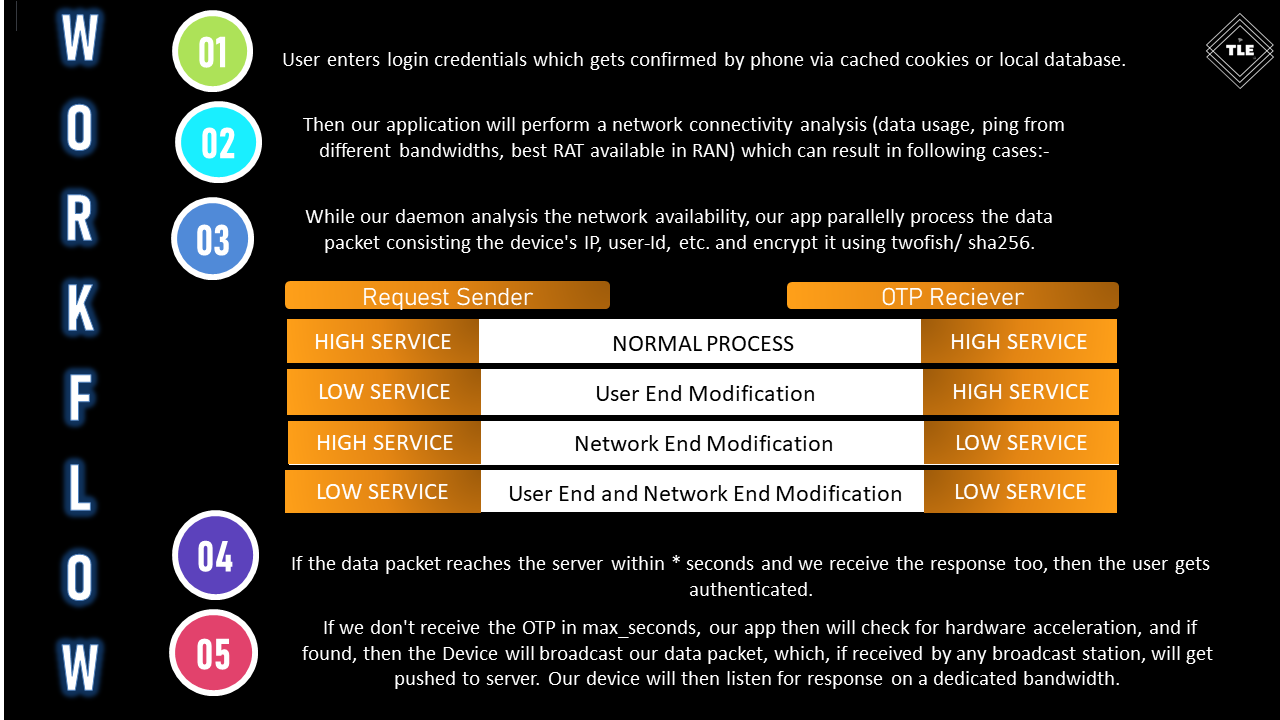 WORKFLOW
TLE
01
User enters login credentials which gets confirmed by phone via cached cookies or local database.
02
Then our application will perform a network connectivity analysis (data usage, ping from
different bandwidths, best RAT available in RAN) which can result in following cases:-
03
While our daemon analysis the network availability, our app parallelly process the data
packet consisting the device's IP, user-Id, etc. and encrypt it using twofish/ sha256.
Request Sender OTP Reciever
HIGH SERVICE NORMAL PROCESS HIGH SERVICE
LOW SERVICE User End Modification HIGH SERVICE
HIGH SERVICE Network End Modification LOW SERVICE
LOW SERVICE User End and Network End Modification LOW SERVICE
04
If the data packet reaches the server within * seconds and we receive the response too, then the user gets
authenticated.
05
If we don't receive the OTP in max_seconds, our app then will check for hardware acceleration, and if
found, then the Device will broadcast our data packet, which, if received by any broadcast station, will get
pushed to server. Our device will then listen for response on a dedicated bandwidth.